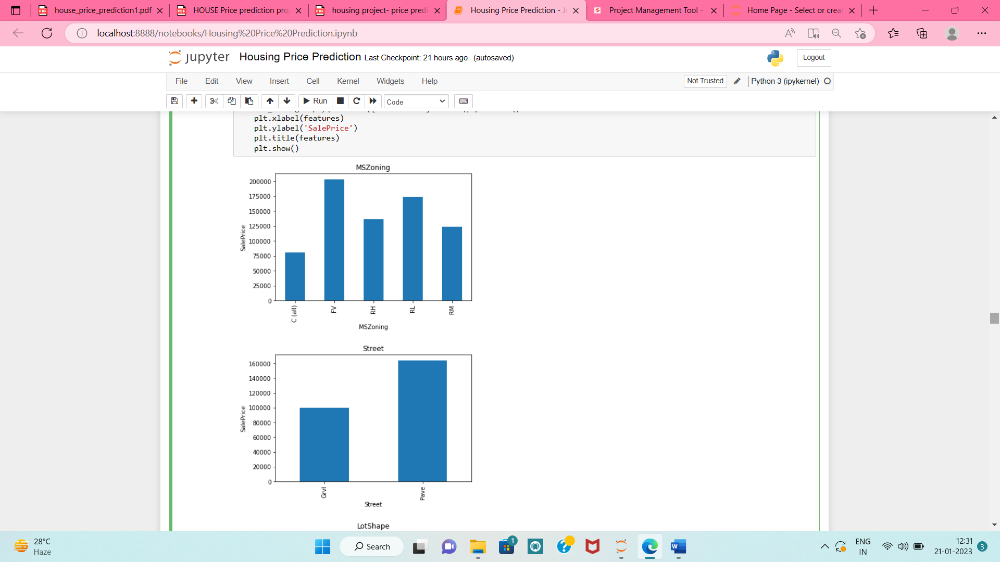 house_price_prediction1.pdf
HOUSE Price prediction pro
housing project- price predi
Housing Price Prediction - J
Project Management Tool -
Home Page - Select or crea
localhost:8888/notebooks/Housing%20Price%20Prediction.ipynb
jupyter Housing Price Prediction Last Checkpoint: 21 hours ago (autosaved)
Logout
File Edit View Insert Cell Kernel Widgets Help
Not Trusted Python 3 (ipykernel)
Run Code
plt.xlabel(features)
plt.ylabel('SalePrice')
plt.title(features)
plt.show()
MSZoning
200000
175000
150000
125000
100000
75000
50000
25000
0
SalePrice
C (all) FV RH RL RM
MSZoning
Street
160000
140000
120000
100000
80000
60000
40000
20000
0
SalePrice
Grvl Pave
Street
LotShape
28°C
Haze
Search
1
ENG
IN
12:31
21-01-2023
3